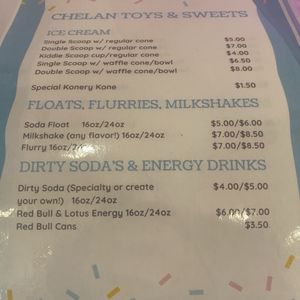 CHELAN TOYS & SWEETS
ICE CREAM
Single Scoop w/ regular cone $5.00
Double Scoop w/ regular cone $7.00
Kiddie Scoop cup/regular cone $4.00
Single Scoop w/ waffle cone/bowl $6.50
Double Scoop w/ waffle cone/bowl $8.00
Special Konery Kone $1.50
FLOATS, FLURRIES, MILKSHAKES
Soda Float 16oz/24oz $5.00/$6.00
Milkshake (any flavor!) 16oz/24oz $7.00/$8.50
Flurry 16oz/24oz $7.00/$8.50
DIRTY SODA'S & ENERGY DRINKS
Dirty Soda (Specialty or create $4.00/$5.00
your own!) 16oz/24oz
Red Bull & Lotus Energy 16oz/24oz $6.00/$7.00
Red Bull Cans $3.50